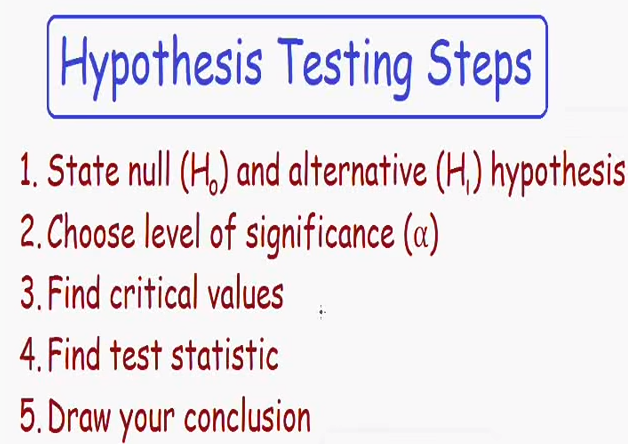 Hypothesis Testing Steps
1. State null (H₀) and alternative (H₁) hypothesis
2. Choose level of significance (α)
3. Find critical values
4. Find test statistic
5. Draw your conclusion